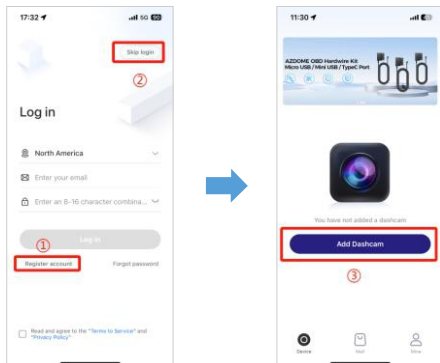 17:32
5G
Skip login
②
Log in
North America
Enter your email
Enter an 8-16 character combina...
Log in
①
Register account
Forgot password
Read and agree to the "Terms to Service" and
"Privacy Policy"
11:30
AZDOME OBD Hardwire Kit
Micro USB / Mini USB / TypeC Port
You have not added a dashcam
Add Dashcam
③
Device
Mall
Mine